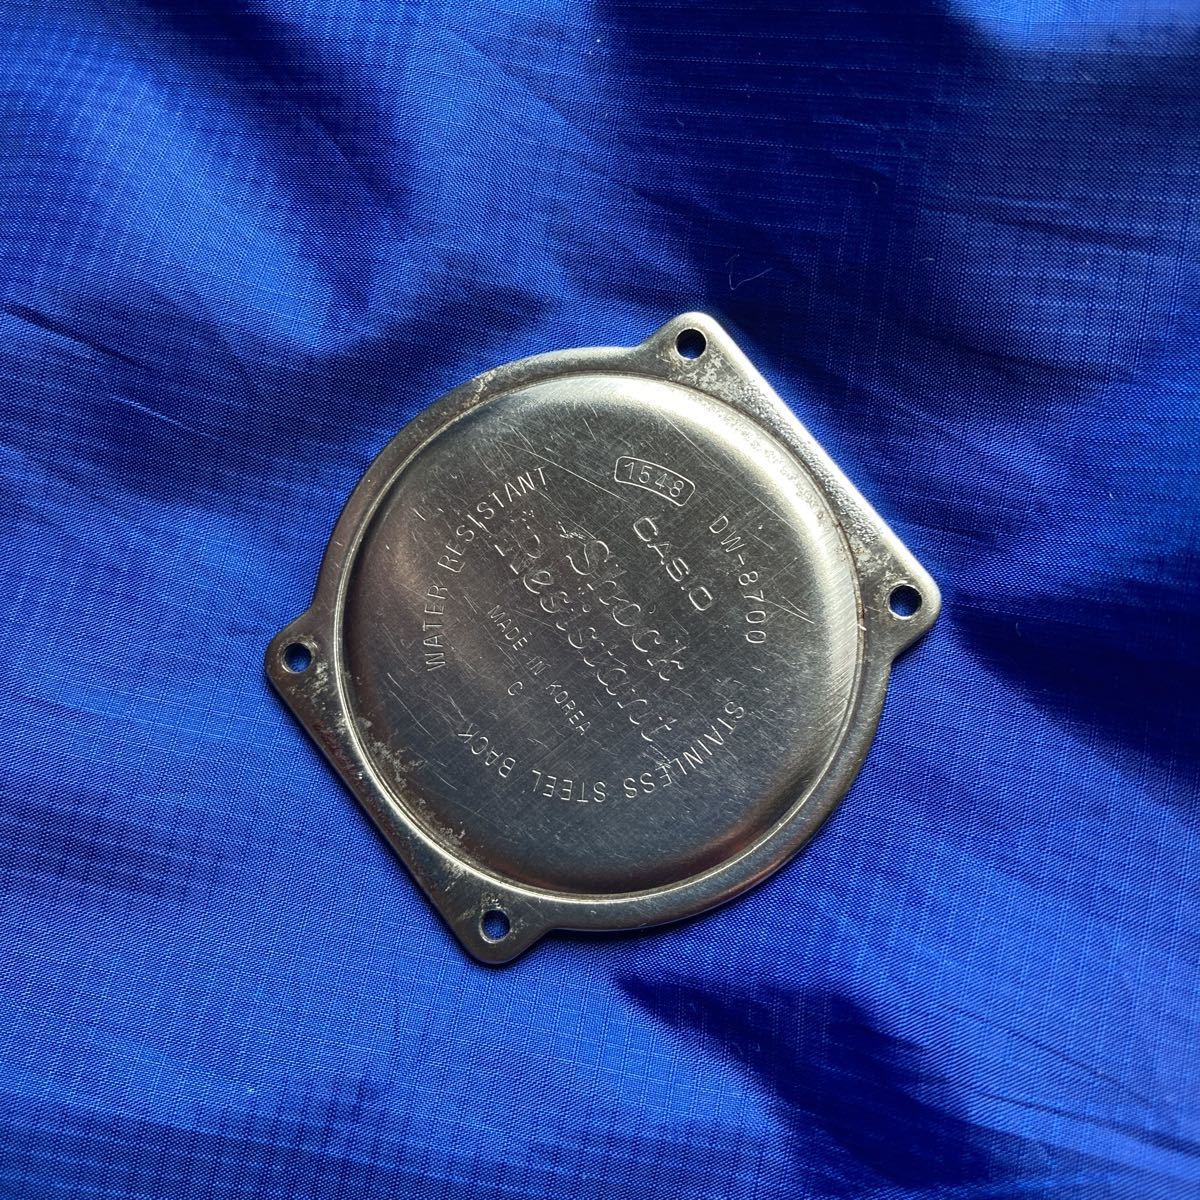 1548
CASIO
DW-8700
Shock
Resistant
WATER RESISTANT
MADE IN KOREA
C
STAINLESS STEEL BACK